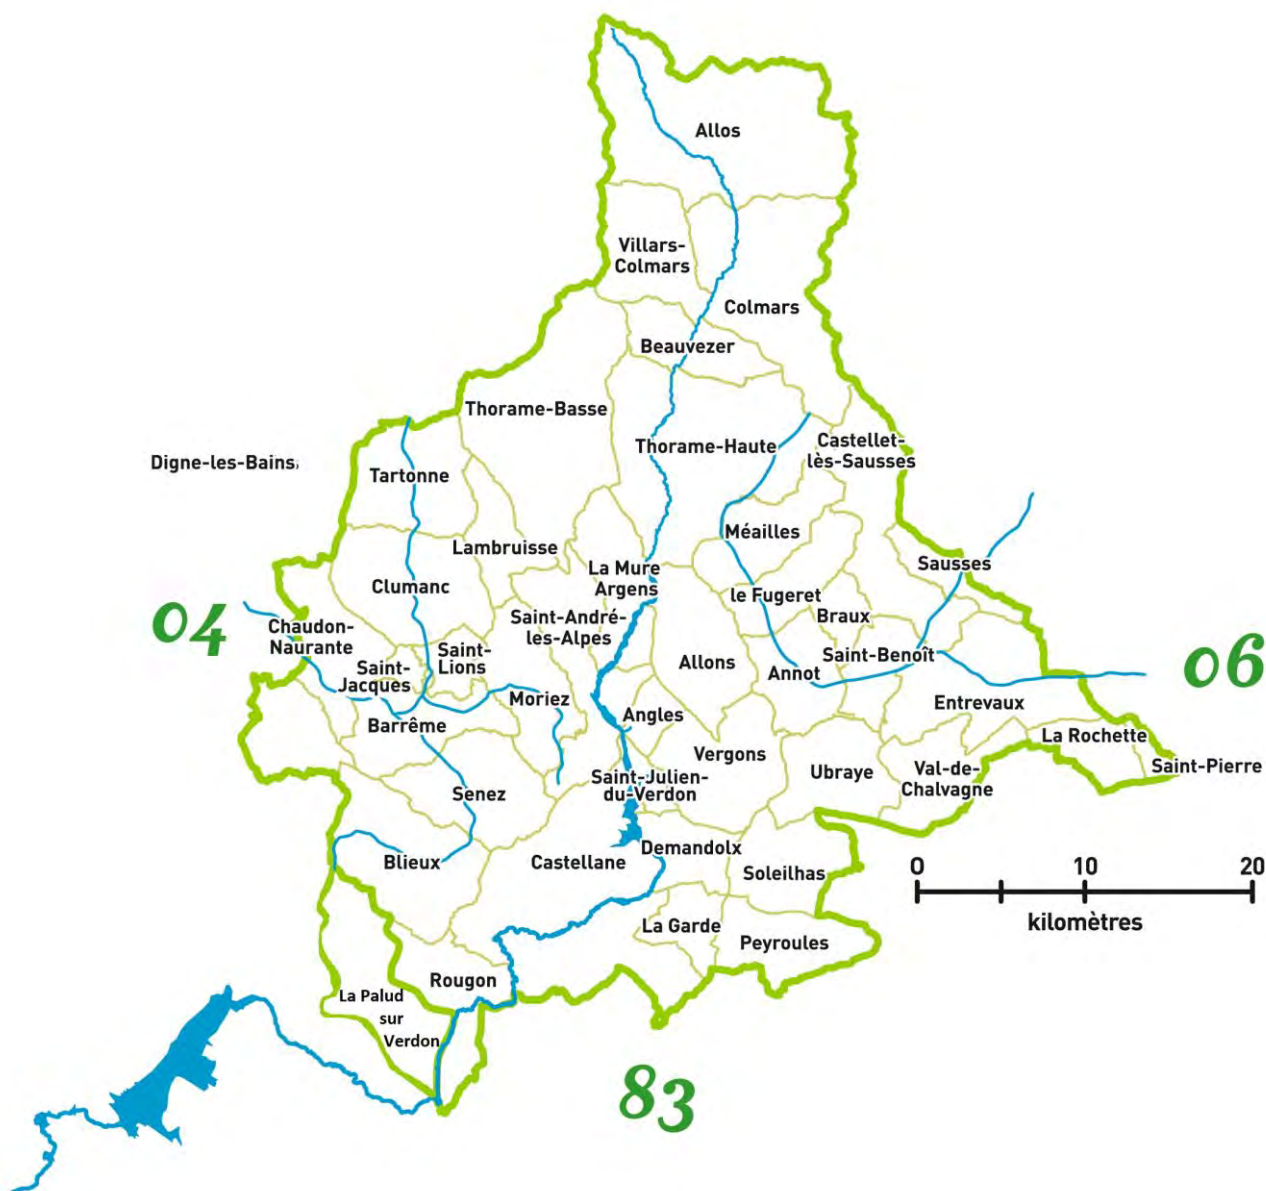 Allos
Villars-
Colmars
Colmars
Beauvezer
Thorame-Basse
Thorame-Haute
Castellet-
lès-Sausses
Digne-les-Bains
Tartonne
Méailles
Lambruisse
Sausses
La Mure
Argens
Clumanc
le Fugeret
Braux
04
Chaudon-
Naurante
Saint-André-
les-Alpes
Saint-
Lions
Saint-Benoît
06
Saint-
Jacques
Allons
Annot
Moriez
Entrevaux
Angles
Barrême
La Rochette
Vergons
Saint-Pierre
Ubraye
Val-de-
Chalvagne
Saint-Julien-
du-Verdon
Senez
Demandolx
Blieux
Castellane
Soleilhas
0 10 20
kilomètres
La Garde
Peyroules
Rougon
La Palud
sur
Verdon
83